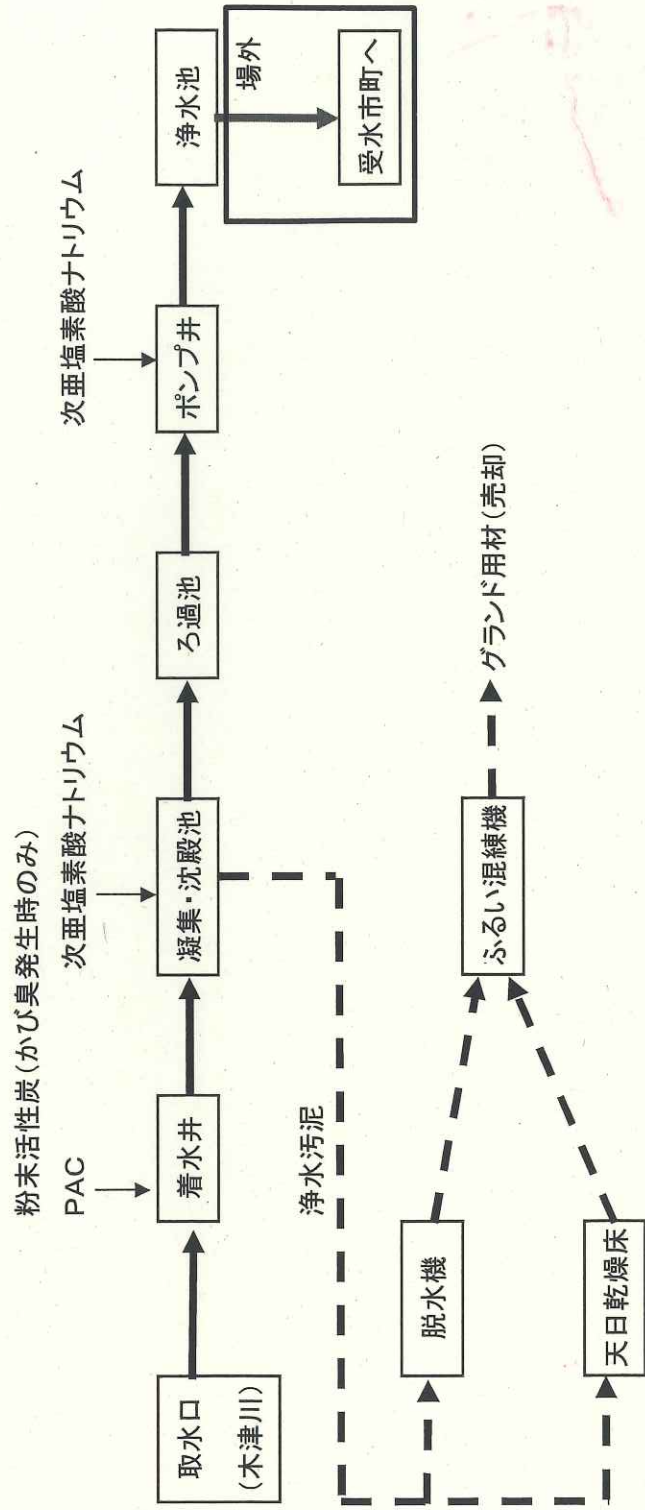 粉末活性炭(かび臭発生時のみ)
PAC
次亜塩素酸ナトリウム
次亜塩素酸ナトリウム
取水口
(木津川)
着水井
凝集・沈殿池
ろ過池
ポンプ井
浄水池
場外
受水市町へ
浄水汚泥
脱水機
天日乾燥床
ふるい混練機
グランド用材(売却)